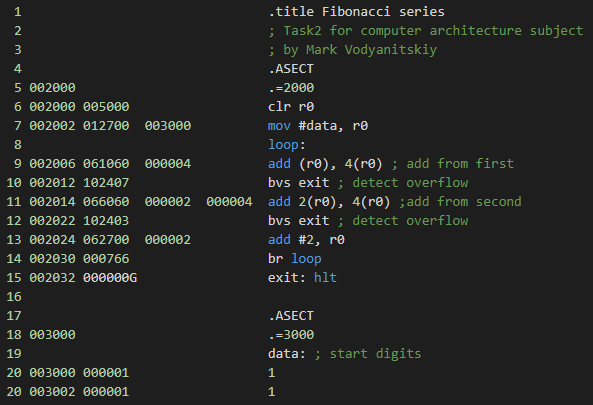 1 .title Fibonacci series
2 ; Task2 for computer architecture subject
3 ; by Mark Vodyanitskiy
4 .ASECT
5 002000 .=2000
6 002000 005000 clr r0
7 002002 012700 003000 mov #data, r0
8 loop:
9 002006 061060 000004 add (r0), 4(r0) ; add from first
10 002012 102407 bvs exit ; detect overflow
11 002014 066060 000002 000004 add 2(r0), 4(r0) ;add from second
12 002022 102403 bvs exit ; detect overflow
13 002024 062700 000002 add #2, r0
14 002030 000766 br loop
15 002032 000000G exit: hlt
16
17 .ASECT
18 003000 .=3000
19 data: ; start digits
20 003000 000001 1
20 003002 000001 1